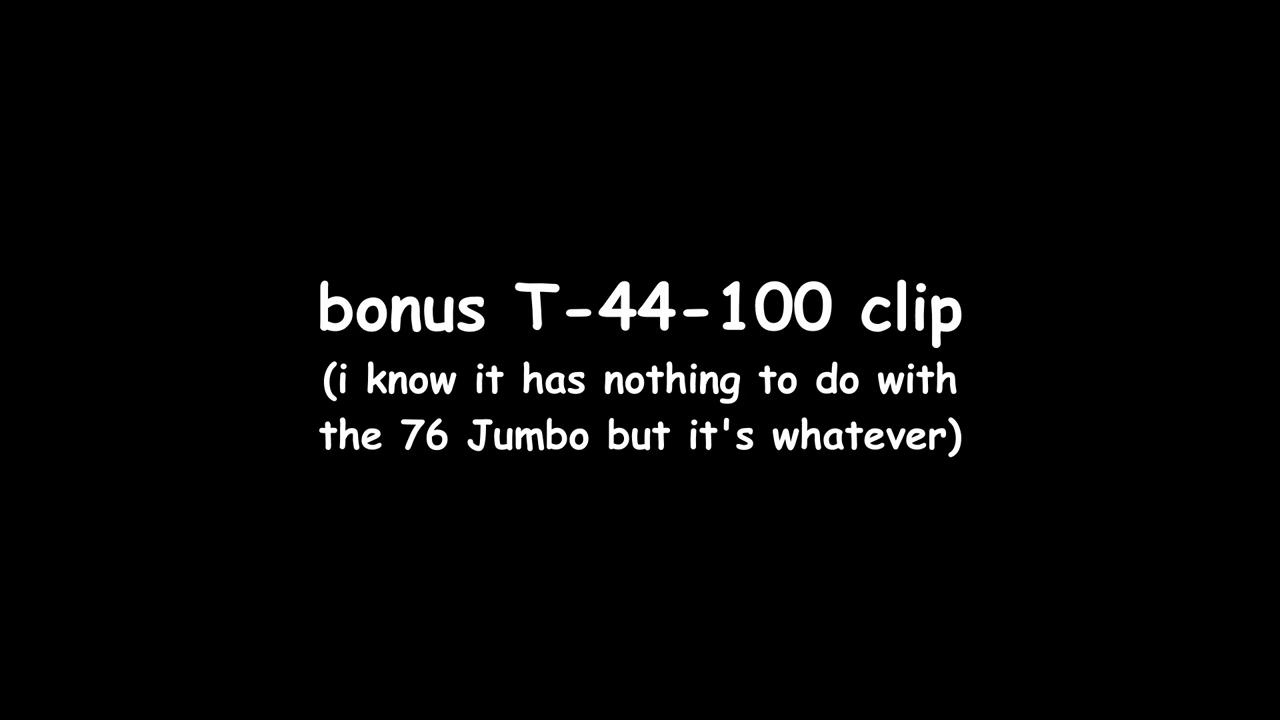 bonus T-44-100 clip
(i know it has nothing to do with
the 76 Jumbo but it's whatever)